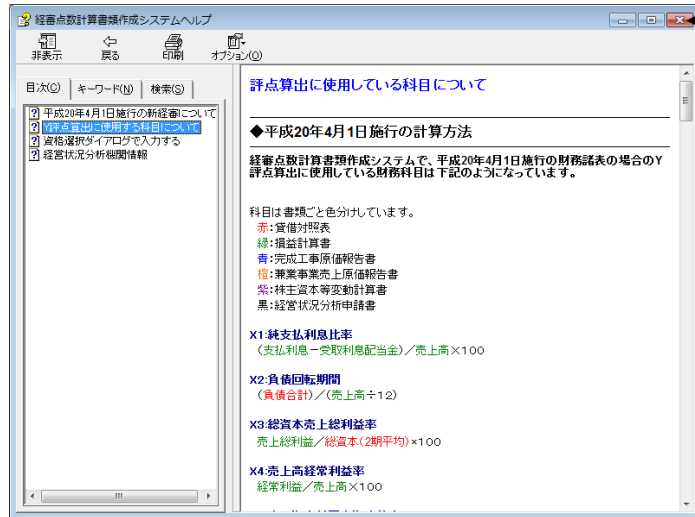 経審点数計算書類作成システムヘルプ
非表示 戻る 印刷 オプション(O)
目次(C) キーワード(N) 検索(S)
平成20年4月1日施行の新経審について
Y評点算出に使用する科目について
資格選択ダイアログで入力する
経営状況分析機関情報
評点算出に使用している科目について
◆平成20年4月1日施行の計算方法
経審点数計算書類作成システムで、平成20年4月1日施行の財務諸表の場合のY
評点算出に使用している財務科目は下記のようになっています。
科目は書類ごと色分けしています。
赤:貸借対照表
緑:損益計算書
青:完成工事原価報告書
橙:兼業事業売上原価報告書
紫:株主資本等変動計算書
黒:経営状況分析申請書
X1:純支払利息比率
(支払利息-受取利息配当金)/売上高×100
X2:負債回転期間
(負債合計)/(売上高÷12)
X3:総資本売上総利益率
売上総利益/総資本(2期平均)×100
X4:売上高経常利益率
経常利益/売上高×100